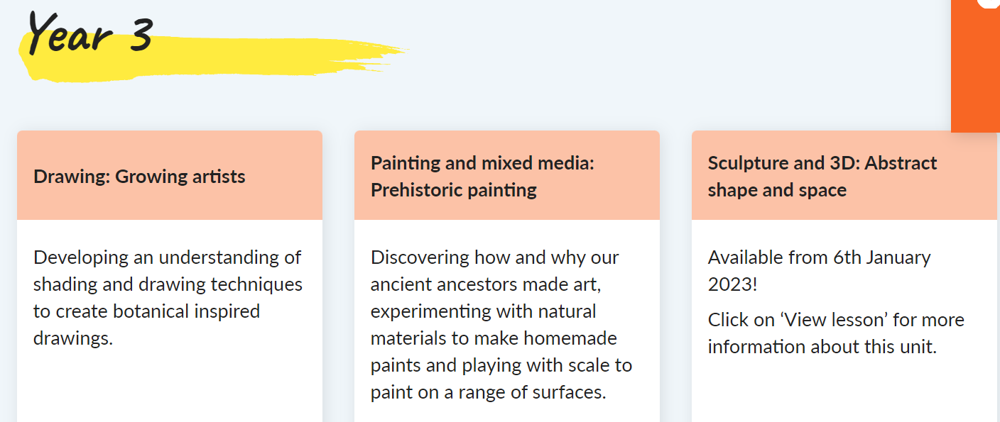 Year 3
Drawing: Growing artists
Developing an understanding of
shading and drawing techniques
to create botanical inspired
drawings.
Painting and mixed media:
Prehistoric painting
Discovering how and why our
ancient ancestors made art,
experimenting with natural
materials to make homemade
paints and playing with scale to
paint on a range of surfaces.
Sculpture and 3D: Abstract
shape and space
Available from 6th January
2023!
Click on ‘View lesson’ for more
information about this unit.